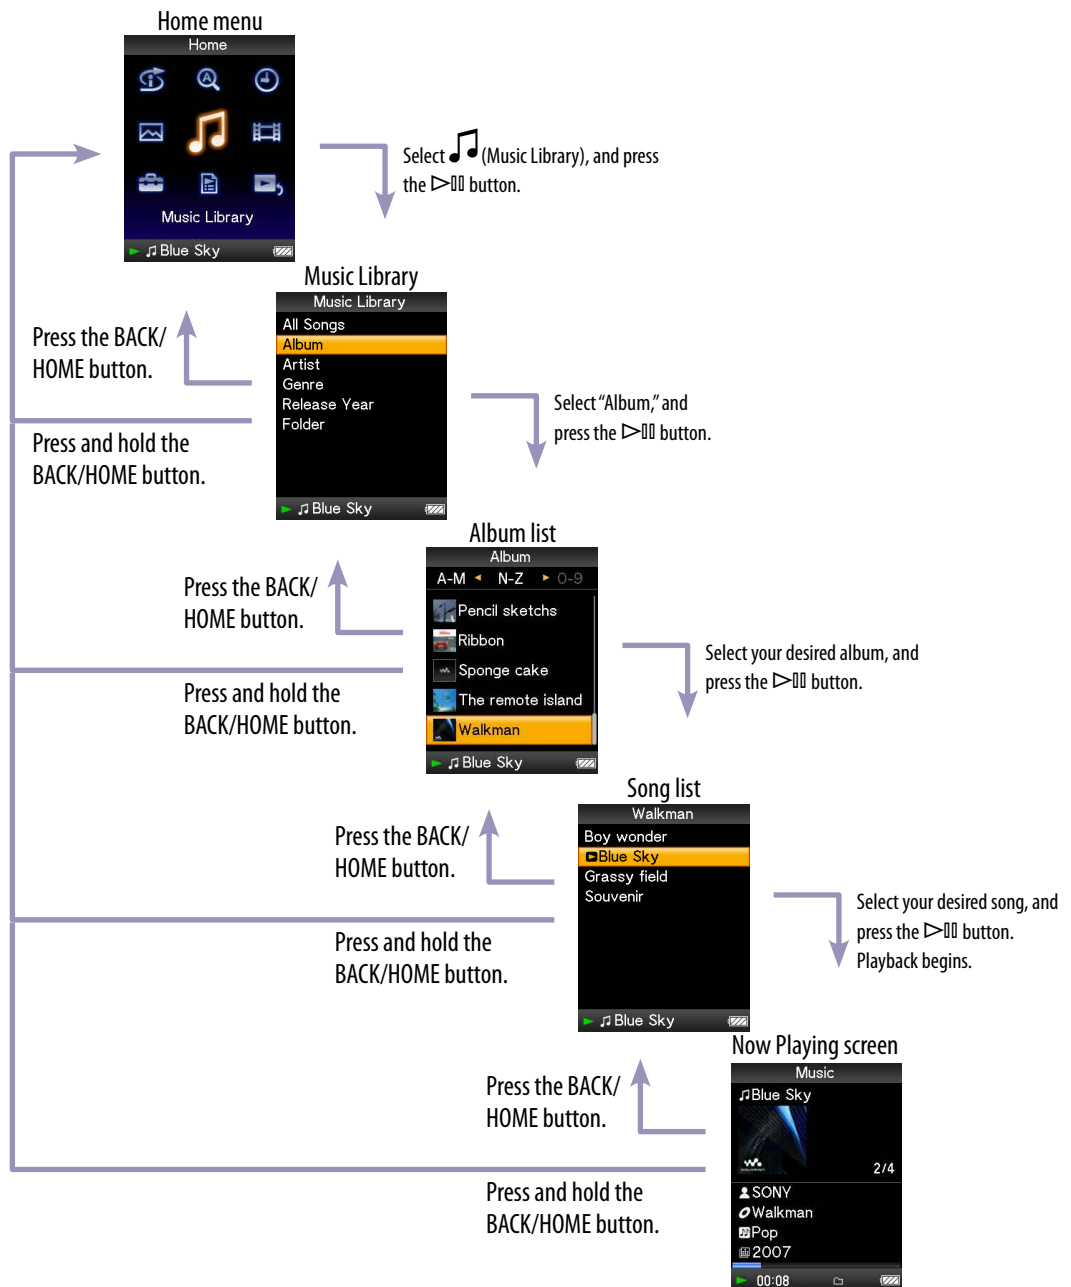 Home menu
Home
Music Library
Blue Sky
Select (Music Library), and press
the ▷▯▯ button.
Music Library
Music Library
All Songs
Album
Artist
Genre
Release Year
Folder
Blue Sky
Press the BACK/
HOME button.
Press and hold the
BACK/HOME button.
Select “Album,” and
press the ▷▯▯ button.
Album list
Album
A-M N-Z 0-9
Pencil sketchs
Ribbon
Sponge cake
The remote island
Walkman
Blue Sky
Press the BACK/
HOME button.
Press and hold the
BACK/HOME button.
Select your desired album, and
press the ▷▯▯ button.
Song list
Walkman
Boy wonder
Blue Sky
Grassy field
Souvenir
Blue Sky
Press the BACK/
HOME button.
Press and hold the
BACK/HOME button.
Select your desired song, and
press the ▷▯▯ button.
Playback begins.
Now Playing screen
Music
Blue Sky
2/4
SONY
Walkman
Pop
2007
00:08
Press the BACK/
HOME button.
Press and hold the
BACK/HOME button.